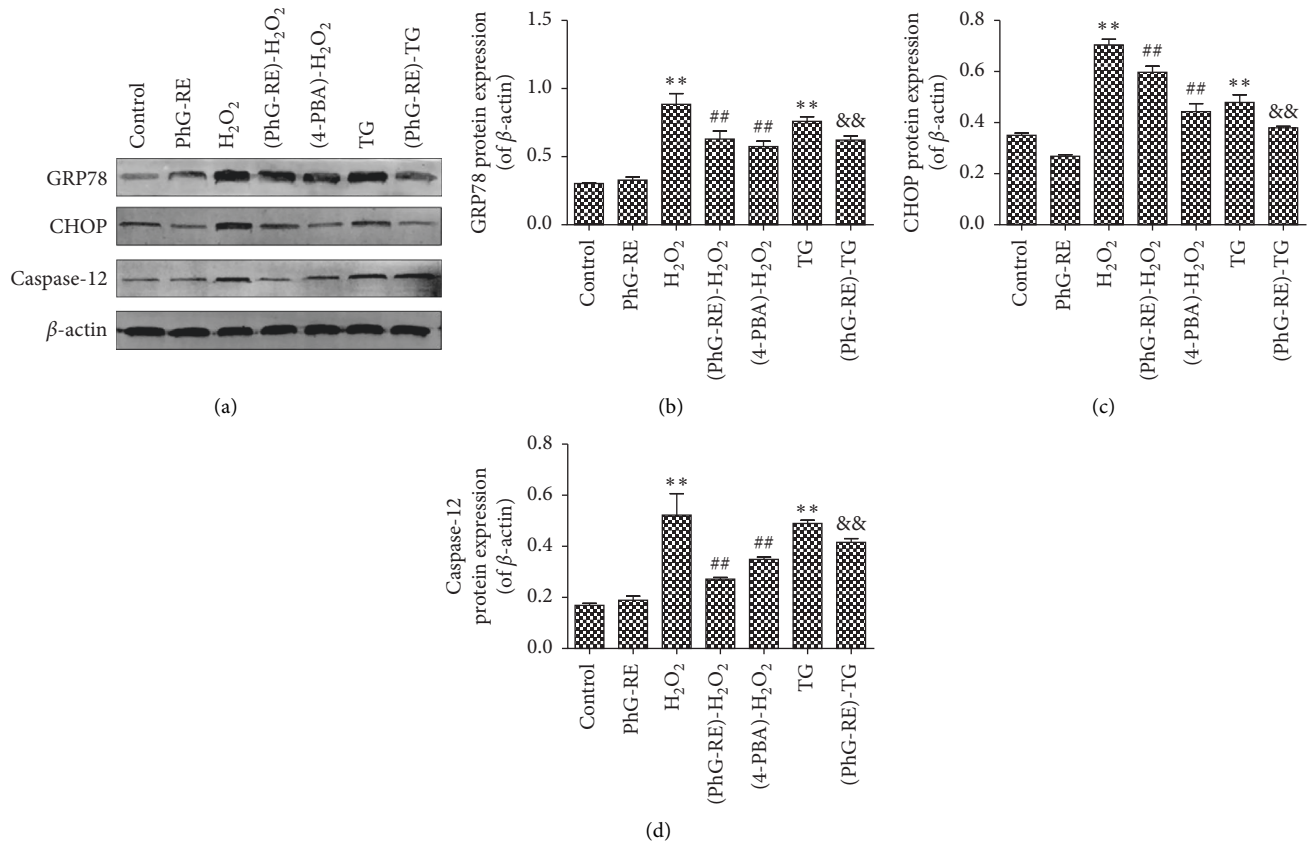 Control
PhG-RE
H₂O₂
(PhG-RE)-H₂O₂
(4-PBA)-H₂O₂
TG
(PhG-RE)-TG
GRP78
CHOP
Caspase-12
β-actin
(a)
GRP78 protein expression
(of β-actin)
1.5
1.0
0.5
0.0
**
##
##
**
&&
Control
PhG-RE
H₂O₂
(PhG-RE)-H₂O₂
(4-PBA)-H₂O₂
TG
(PhG-RE)-TG
(b)
CHOP protein expression
(of β-actin)
0.8
0.6
0.4
0.2
0.0
**
##
##
**
&&
Control
PhG-RE
H₂O₂
(PhG-RE)-H₂O₂
(4-PBA)-H₂O₂
TG
(PhG-RE)-TG
(c)
Caspase-12
protein expression
(of β-actin)
0.8
0.6
0.4
0.2
0.0
**
##
##
**
&&
Control
PhG-RE
H₂O₂
(PhG-RE)-H₂O₂
(4-PBA)-H₂O₂
TG
(PhG-RE)-TG
(d)